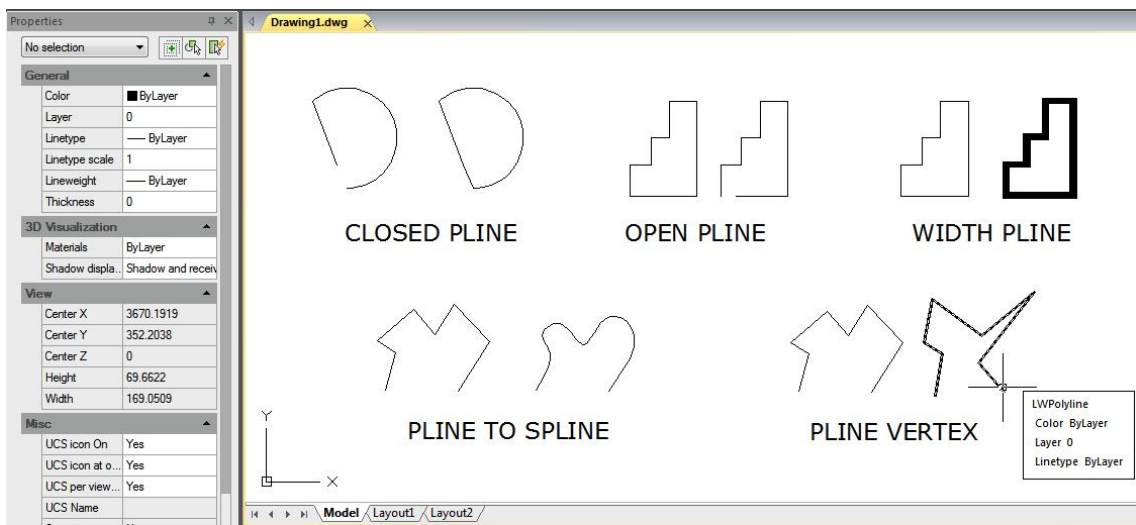 Properties
No selection
General
Color ByLayer
Layer 0
Linetype ByLayer
Linetype scale 1
Lineweight ByLayer
Thickness 0
3D Visualization
Materials ByLayer
Shadow displa.. Shadow and receiv
View
Center X 3670.1919
Center Y 352.2038
Center Z 0
Height 69.6622
Width 169.0509
Misc
UCS icon On Yes
UCS icon at o... Yes
UCS per view... Yes
UCS Name
Drawing1.dwg
CLOSED PLINE
OPEN PLINE
WIDTH PLINE
PLINE TO SPLINE
PLINE VERTEX
LWPolyline
Color ByLayer
Layer 0
Linetype ByLayer
Y
X
Model Layout1 Layout2